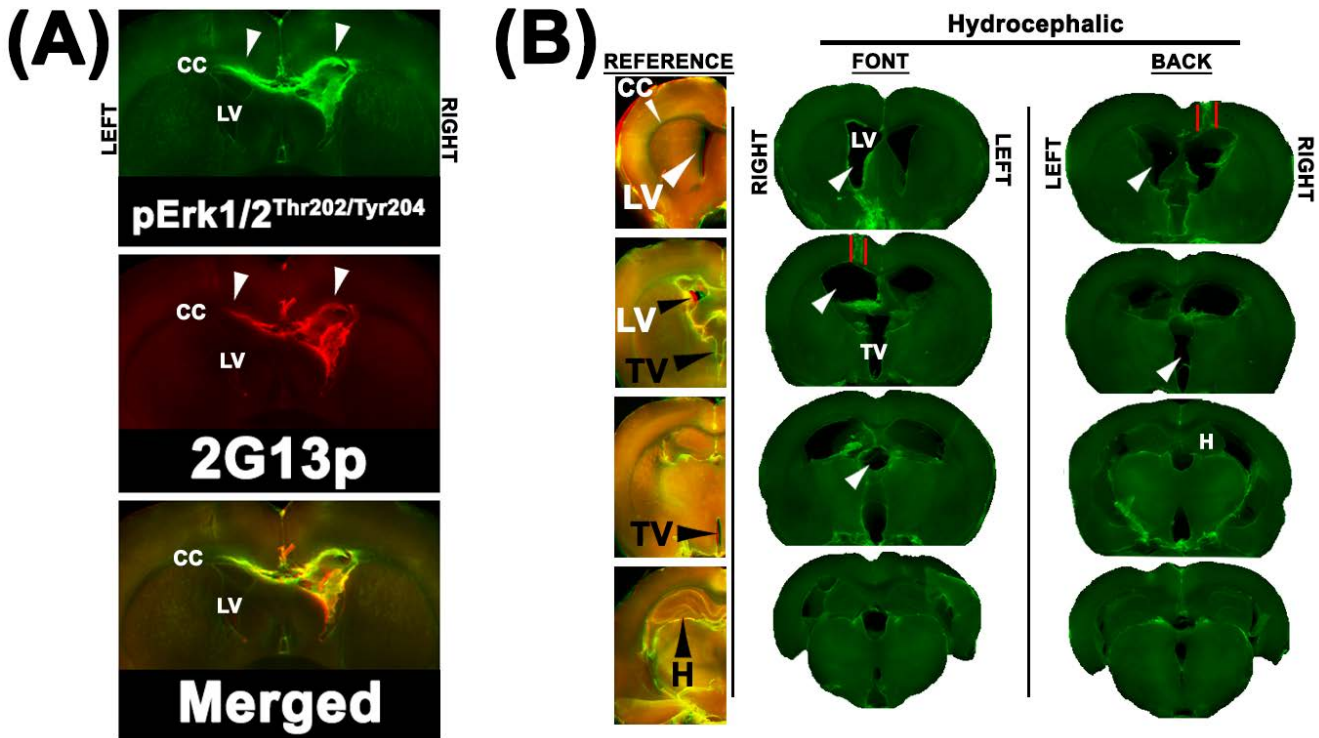 (A)
CC
LV
LEFT
RIGHT
pErk1/2Thr202/Tyr204
CC
LV
2G13p
CC
LV
Merged
(B)
Hydrocephalic
REFERENCE
FONT
BACK
CC
LV
LV
TV
TV
H
RIGHT
LV
LEFT
TV
LEFT
RIGHT
H